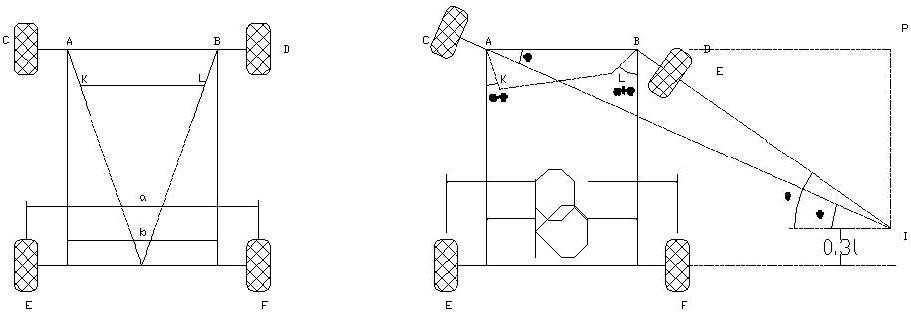 C A B D
K L
a
b
E F
C A B D P
K L E
I
0.3l
E F